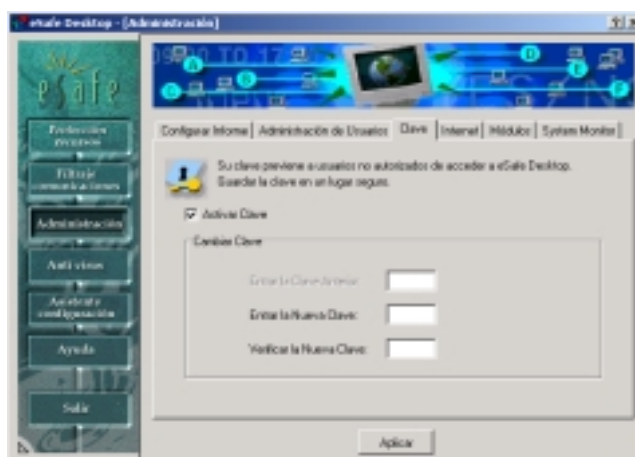 eSafe Desktop - [Administración]
eSafe
Protección recursos
Filtraje comunicaciones
Administración
Anti virus
Asistente configuración
Ayuda
Salir
A
B
C
D
E
F
Configurar Informe
Administración de Usuarios
Clave
Internet
Módulos
System Monitor
Su clave previene a usuarios no autorizados de acceder a eSafe Desktop.
Guardar la clave en un lugar seguro.
Activar Clave
Cambiar Clave
Entrar la Clave Anterior:
Entrar la Nueva Clave:
Verificar la Nueva Clave:
Aplicar